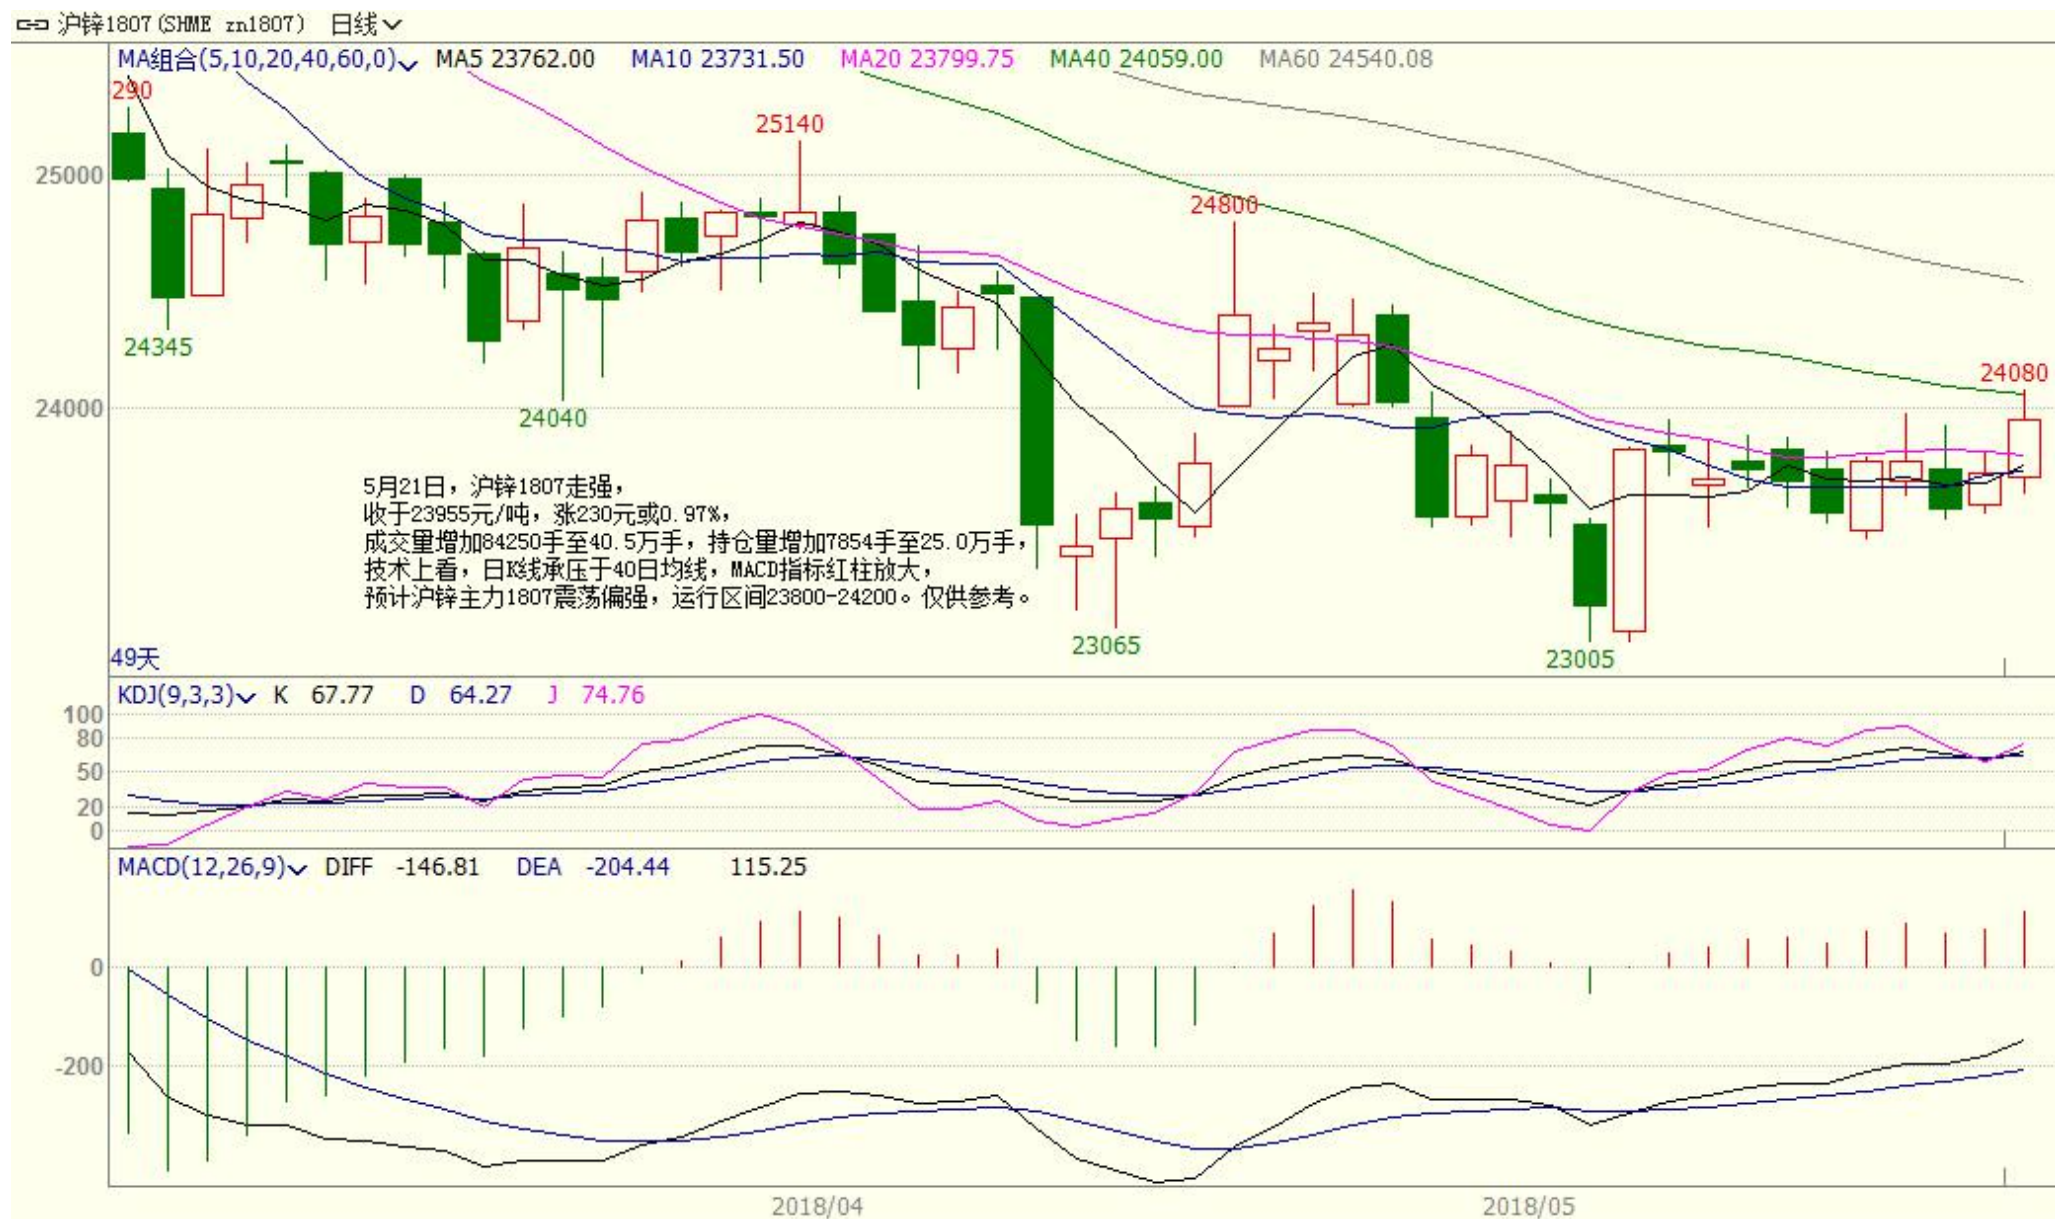 沪锌1807(SHME zn1807) 日线
MA组合(5,10,20,40,60,0) MA5 23762.00 MA10 23731.50 MA20 23799.75 MA40 24059.00 MA60 24540.08
290
25140
25000
24800
24345
24080
24000
24040
5月21日，沪锌1807走强，
收于23955元/吨，涨230元或0.97%，
成交量增加84250手至40.5万手，持仓量增加7854手至25.0万手，
技术上看，日K线承压于40日均线，MACD指标红柱放大，
预计沪锌主力1807震荡偏强，运行区间23800-24200。仅供参考。
23065
23005
49天
KDJ(9,3,3) K 67.77 D 64.27 J 74.76
100
80
50
20
0
MACD(12,26,9) DIFF -146.81 DEA -204.44 115.25
0
-200
2018/04 2018/05